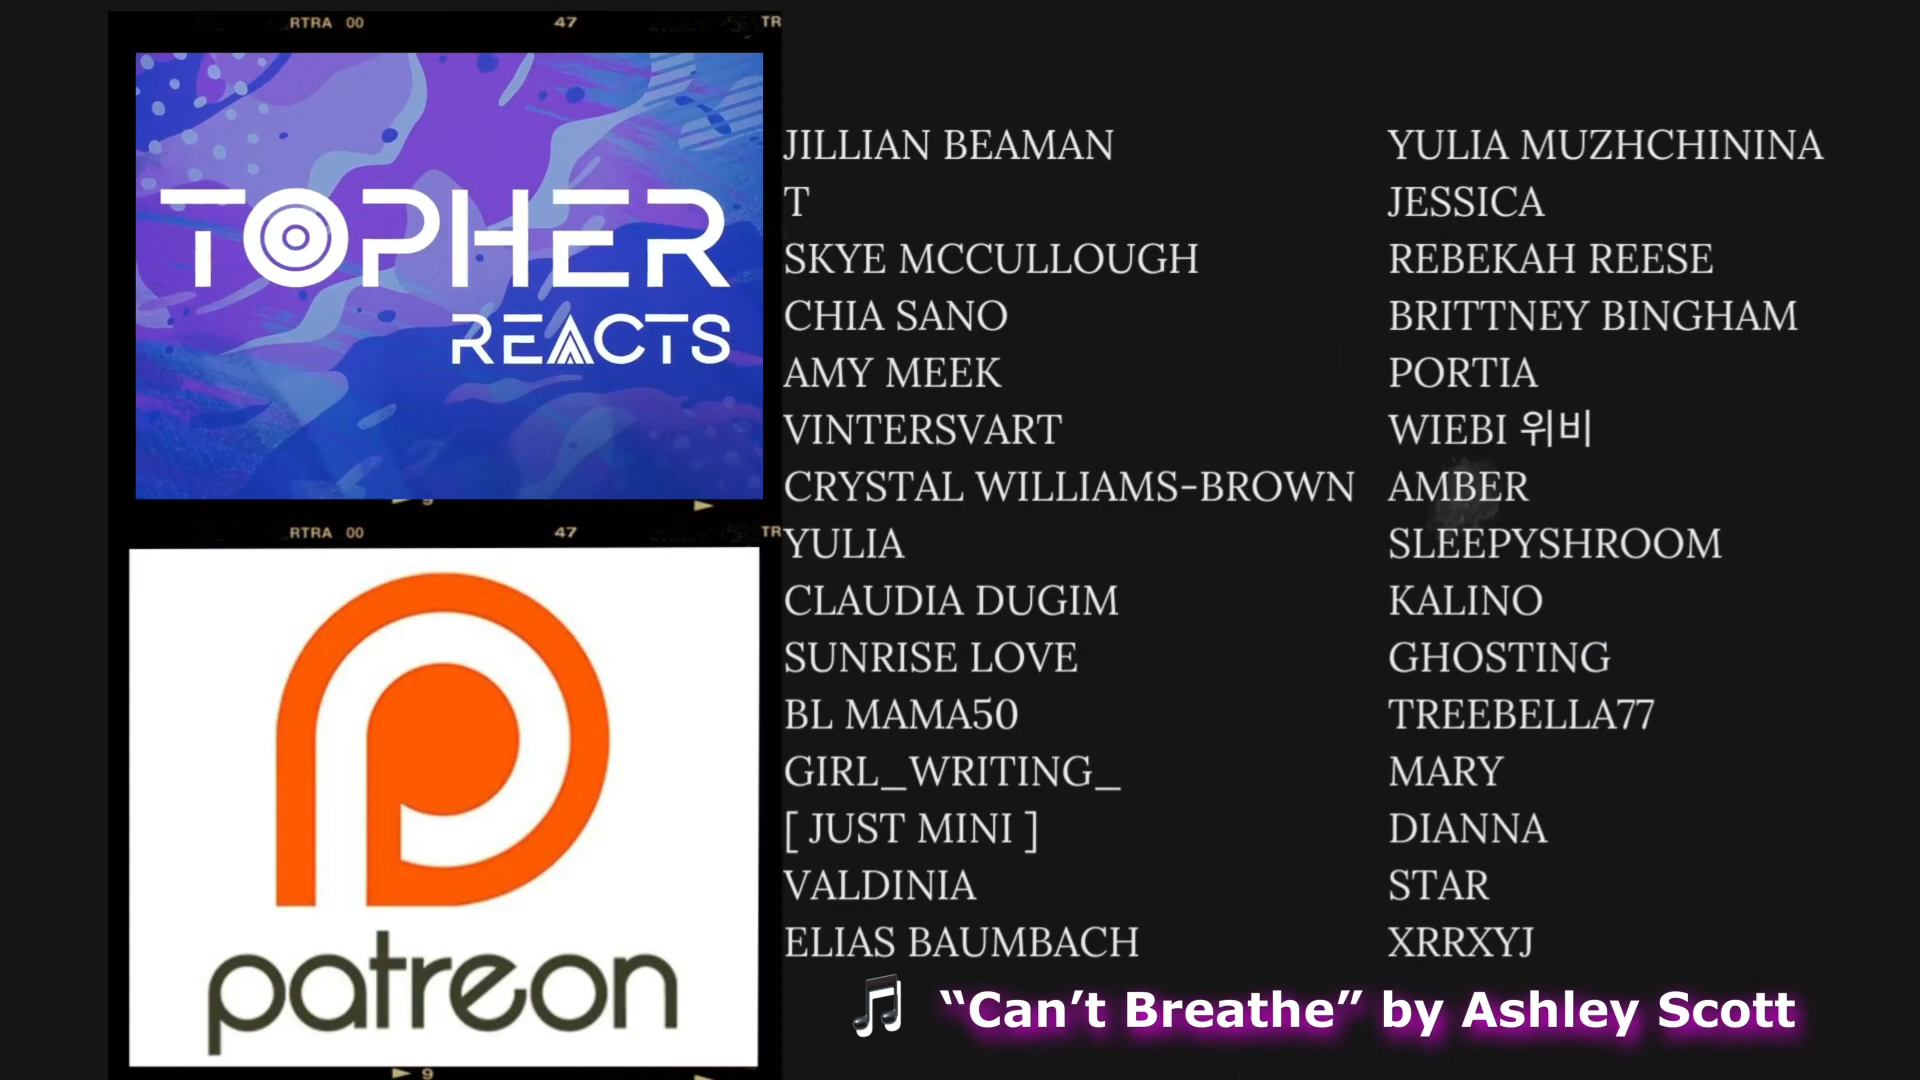 RTRA 00 47 TR
TOPHER
REACTS
9
RTRA 00 47 TR
patreon
9
JILLIAN BEAMAN
T
SKYE MCCULLOUGH
CHIA SANO
AMY MEEK
VINTERSVART
CRYSTAL WILLIAMS-BROWN
YULIA
CLAUDIA DUGIM
SUNRISE LOVE
BL MAMA50
GIRL_WRITING_
[ JUST MINI ]
VALDINIA
ELIAS BAUMBACH
YULIA MUZHCHININA
JESSICA
REBEKAH REESE
BRITTNEY BINGHAM
PORTIA
WIEBI 위비
AMBER
SLEEPYSHROOM
KALINO
GHOSTING
TREEBELLA77
MARY
DIANNA
STAR
XRRXYJ
“Can’t Breathe” by Ashley Scott